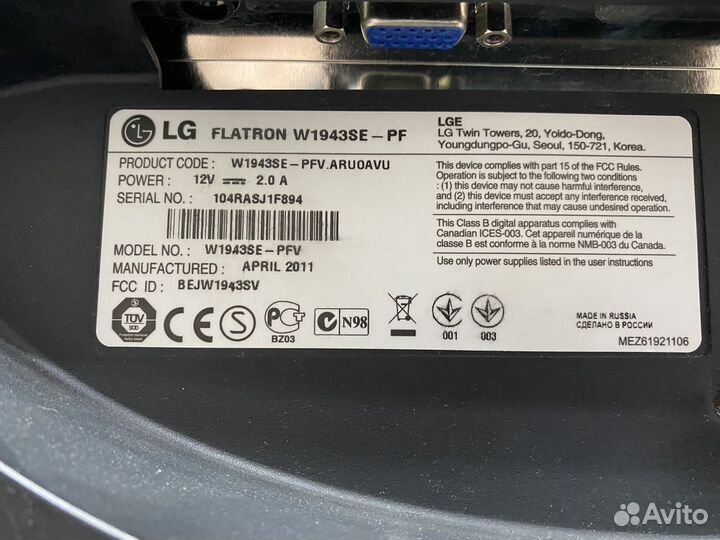 LG FLATRON W1943SE-PF
PRODUCT CODE : W1943SE-PFV.ARUOAVU
POWER : 12V 2.0 A
SERIAL NO. : 104RASJ1F894
MODEL NO. : W1943SE-PFV
MANUFACTURED : APRIL 2011
FCC ID : BEJW1943SV
LGE
LG Twin Towers, 20, Yoido-Dong,
Youngdungpo-Gu, Seoul, 150-721, Korea.
This device complies with part 15 of the FCC Rules.
Operation is subject to the following two conditions
: (1) this device may not cause harmful interference,
and (2) this device must accept any interference received,
including interference that may cause undesired operation.
This Class B digital apparatus complies with
Canadian ICES-003. Cet appareil numérique de la
classe B est conforme à la norme NMB-003 du Canada.
Use only power supplies listed in the user instructions
TÜV
SÜD
CE
S
PCT
BZ03
N98
001
003
MADE IN RUSSIA
СДЕЛАНО В РОССИИ
MEZ61921106
Avito